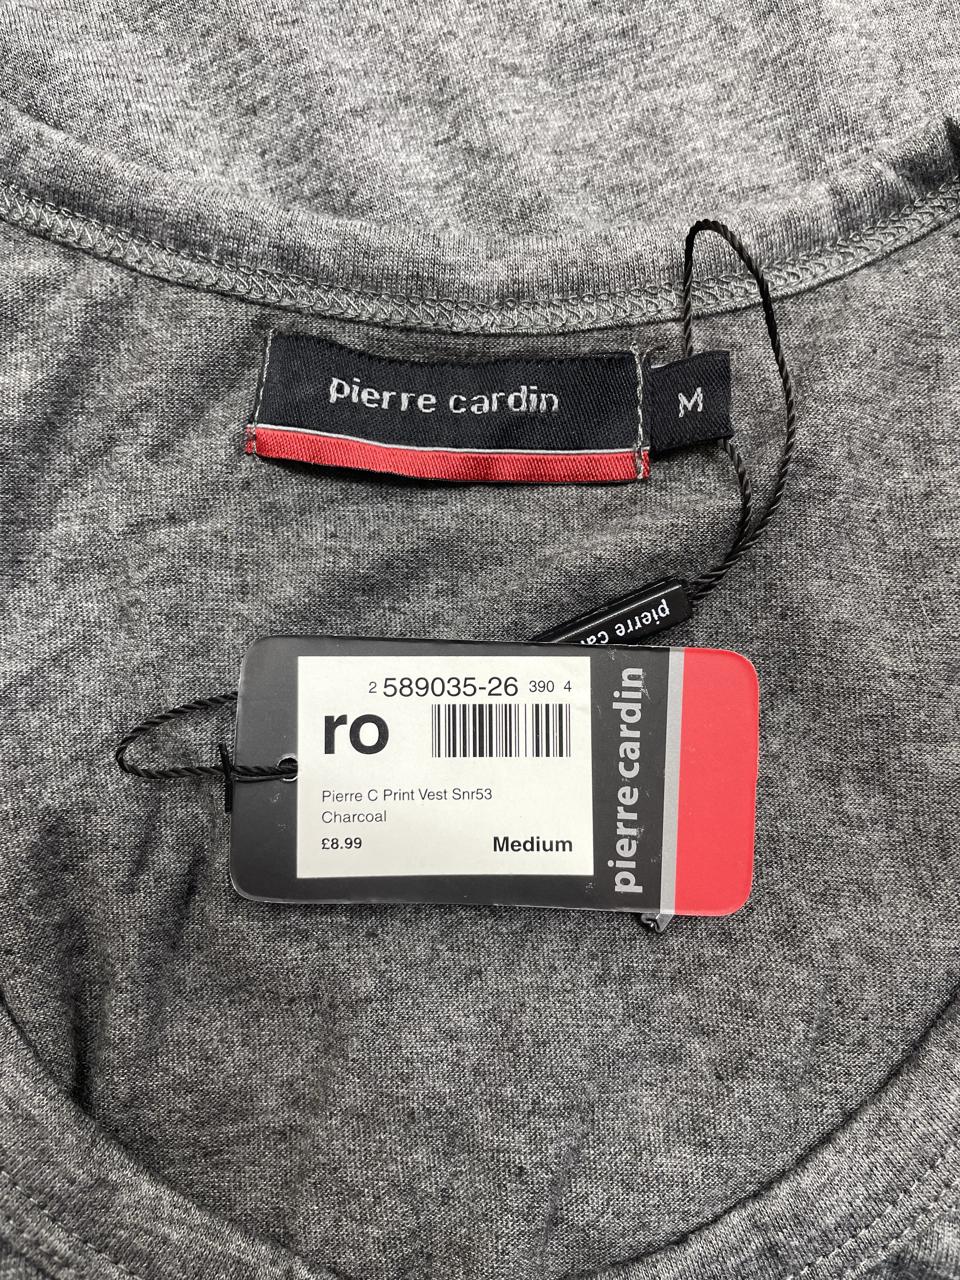 pierre cardin
M
pierre ca
2 589035-26 390 4
ro
Pierre C Print Vest Snr53
Charcoal
£8.99 Medium
pierre cardin